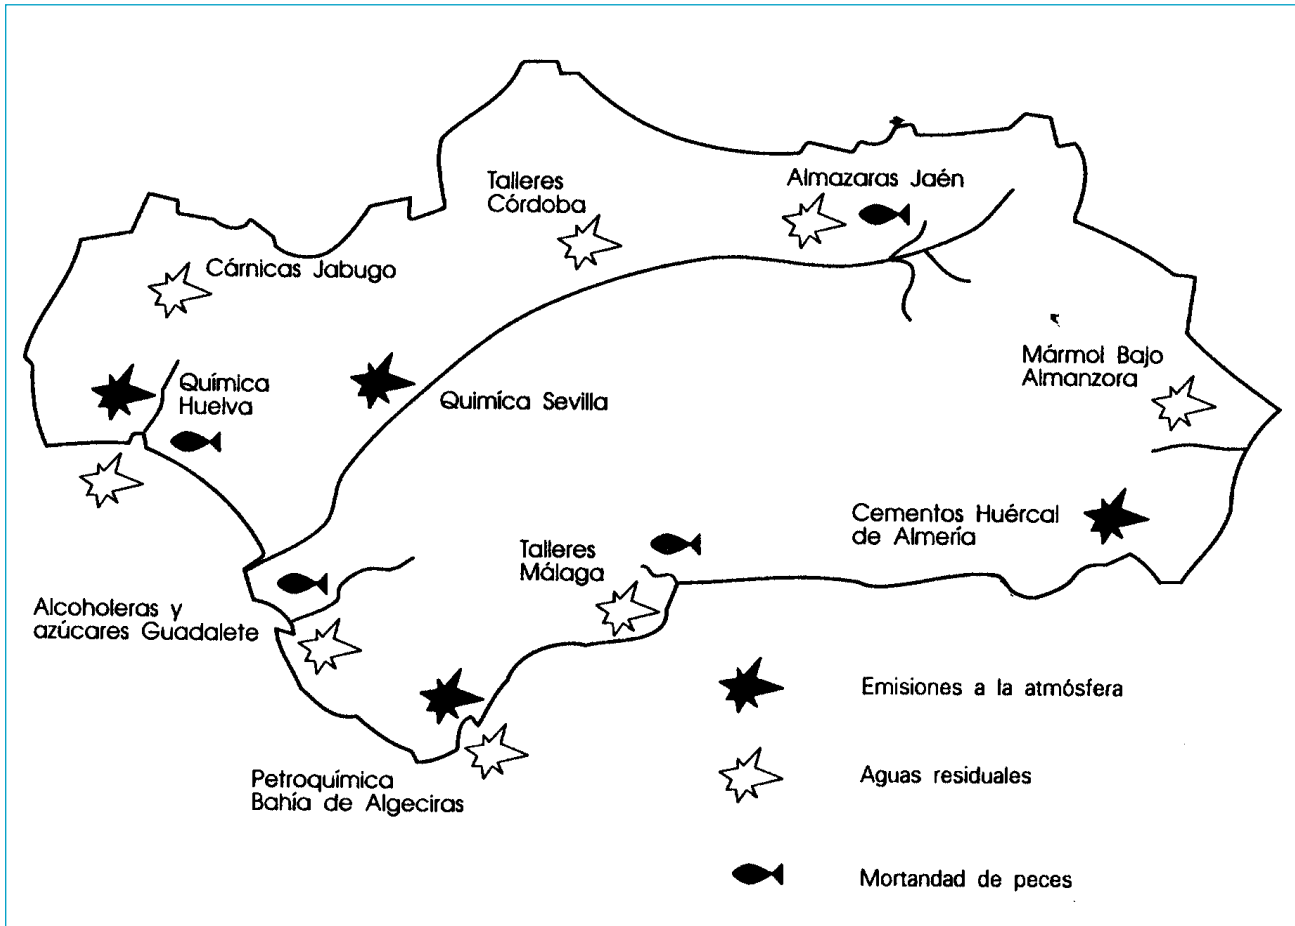 Talleres
Córdoba
Almazaras Jaén
Cárnicas Jabugo
Química
Huelva
Quimíca Sevilla
Mármol Bajo
Almanzora
Cementos Huércal
de Almería
Talleres
Málaga
Alcoholeras y
azúcares Guadalete
Petroquímica
Bahía de Algeciras
Emisiones a la atmósfera
Aguas residuales
Mortandad de peces